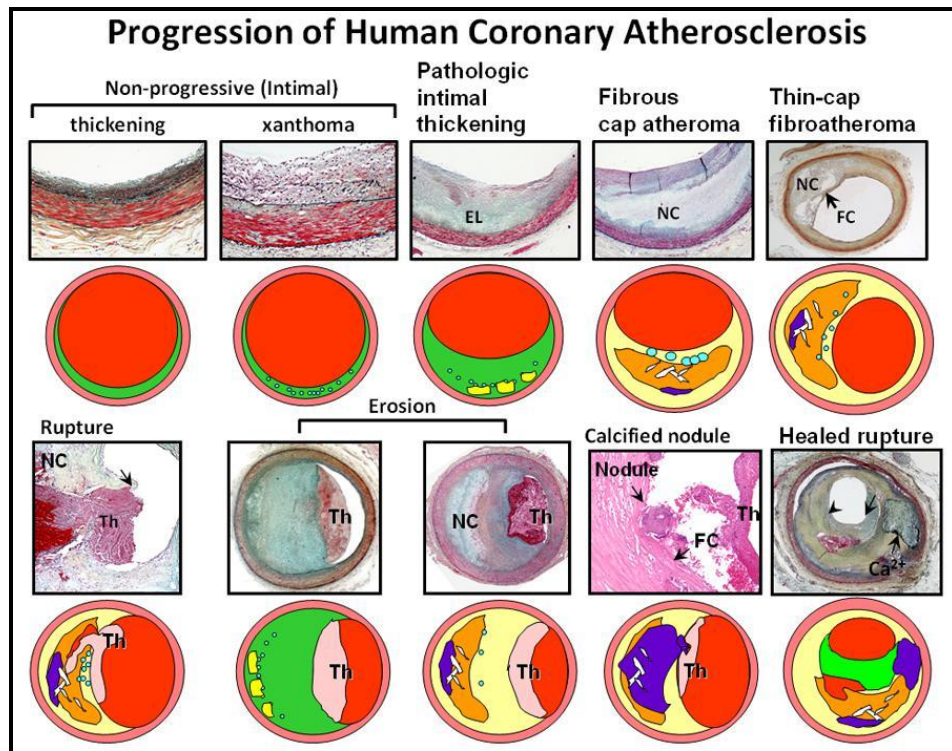 Progression of Human Coronary Atherosclerosis
Non-progressive (Intimal)
thickening
xanthoma
Pathologic
intimal
thickening
Fibrous
cap atheroma
Thin-cap
fibroatheroma
EL
NC
NC
FC
Rupture
Erosion
Calcified nodule
Healed rupture
NC
Th
Th
NC
Th
Nodule
FC
Th
Ca²⁺
Th
Th
Th
Th